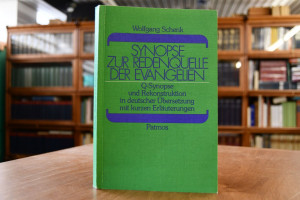 Wolfgang Schenk
SYNOPSE
ZUR REDENQUELLE
DER EVANGELIEN
Q-Synopse
und Rekonstruktion
in deutscher Übersetzung
mit kurzen Erläuterungen
Patmos